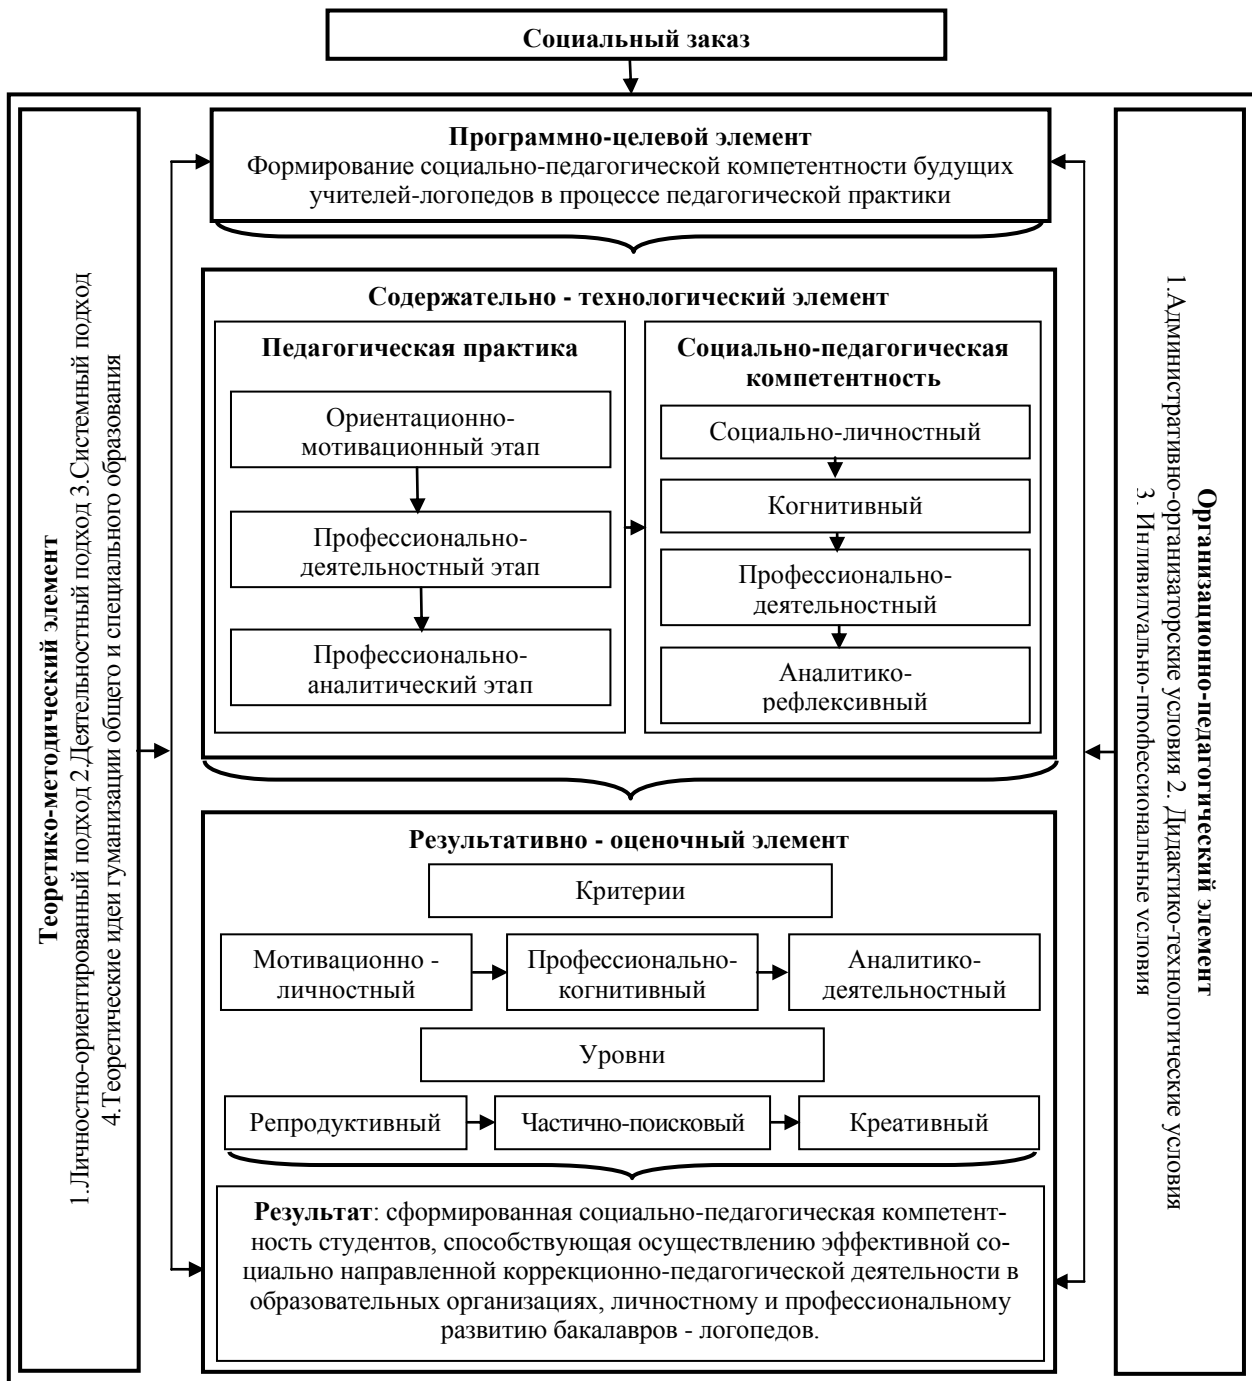 Социальный заказ
Теоретико-методический элемент
1.Личностно-ориентированный подход 2.Деятельностный подход 3.Системный подход
4.Теоретические идеи гуманизации общего и специального образования
Программно-целевой элемент
Формирование социально-педагогической компетентности будущих
учителей-логопедов в процессе педагогической практики
Содержательно - технологический элемент
Педагогическая практика
Ориентационно-
мотивационный этап
Профессионально-
деятельностный этап
Профессионально-
аналитический этап
Социально-педагогическая
компетентность
Социально-личностный
Когнитивный
Профессионально-
деятельностный
Аналитико-
рефлексивный
Результативно - оценочный элемент
Критерии
Мотивационно -
личностный
Профессионально-
когнитивный
Аналитико-
деятельностный
Уровни
Репродуктивный
Частично-поисковый
Креативный
Результат: сформированная социально-педагогическая компетент-
ность студентов, способствующая осуществлению эффективной со-
циально направленной коррекционно-педагогической деятельности в
образовательных организациях, личностному и профессиональному
развитию бакалавров - логопедов.
Организационно-педагогический элемент
1.Административно-организаторские условия 2. Дидактико-технологические условия
3. Индивидуально-профессиональные условия